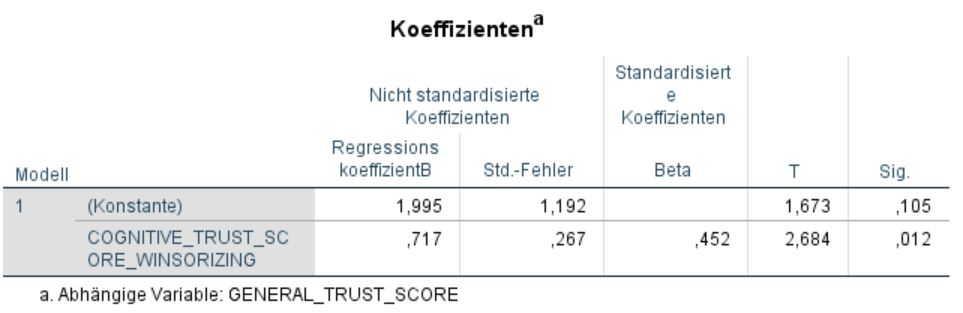 Koeffizientenª
Nicht standardisierte
Koeffizienten
Standardisiert
e
Koeffizienten
Modell
Regressions
koeffizientB
Std.-Fehler
Beta
T
Sig.
1 (Konstante) 1,995 1,192 1,673 ,105
COGNITIVE_TRUST_SC
ORE_WINSORIZING ,717 ,267 ,452 2,684 ,012
a. Abhängige Variable: GENERAL_TRUST_SCORE